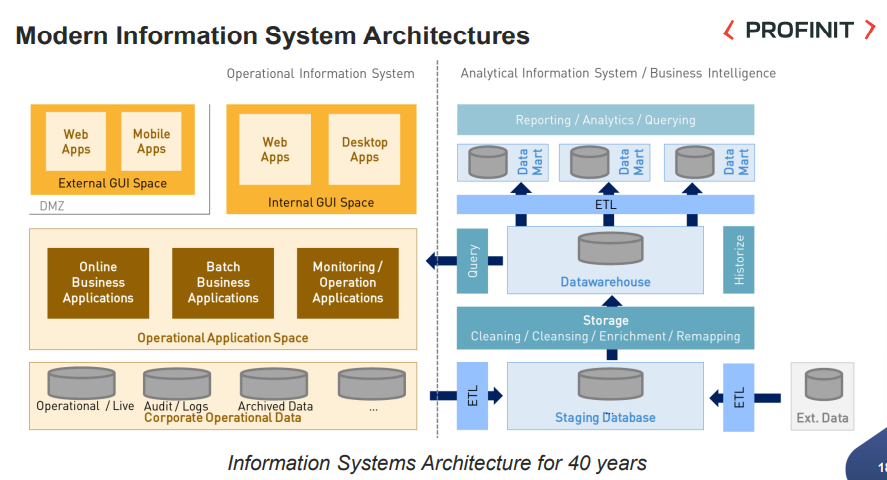 Modern Information System Architectures
PROFINIT
Operational Information System
Analytical Information System / Business Intelligence
Web
Apps
Mobile
Apps
External GUI Space
DMZ
Web
Apps
Desktop
Apps
Internal GUI Space
Online
Business
Applications
Batch
Business
Applications
Monitoring /
Operation
Applications
Operational Application Space
Operational / Live
Audit / Logs
Archived Data
...
Corporate Operational Data
Reporting / Analytics / Querying
Data
Mart
Data
Mart
Data
Mart
ETL
Query
Datawarehouse
Historize
Storage
Cleaning / Cleansing / Enrichment / Remapping
ETL
Staging Database
ETL
Ext. Data
Information Systems Architecture for 40 years